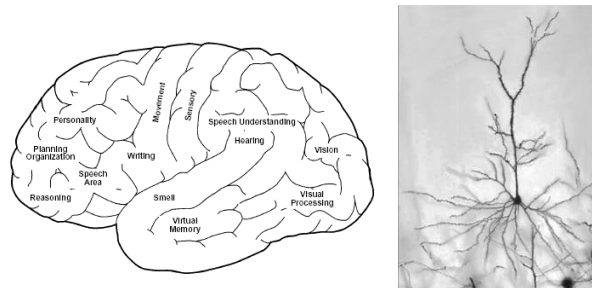 Movement
Sensory
Personality
Speech Understanding
Hearing
Planning
Organization
Writing
Vision
Speech
Area
Reasoning
Smell
Visual
Processing
Virtual
Memory